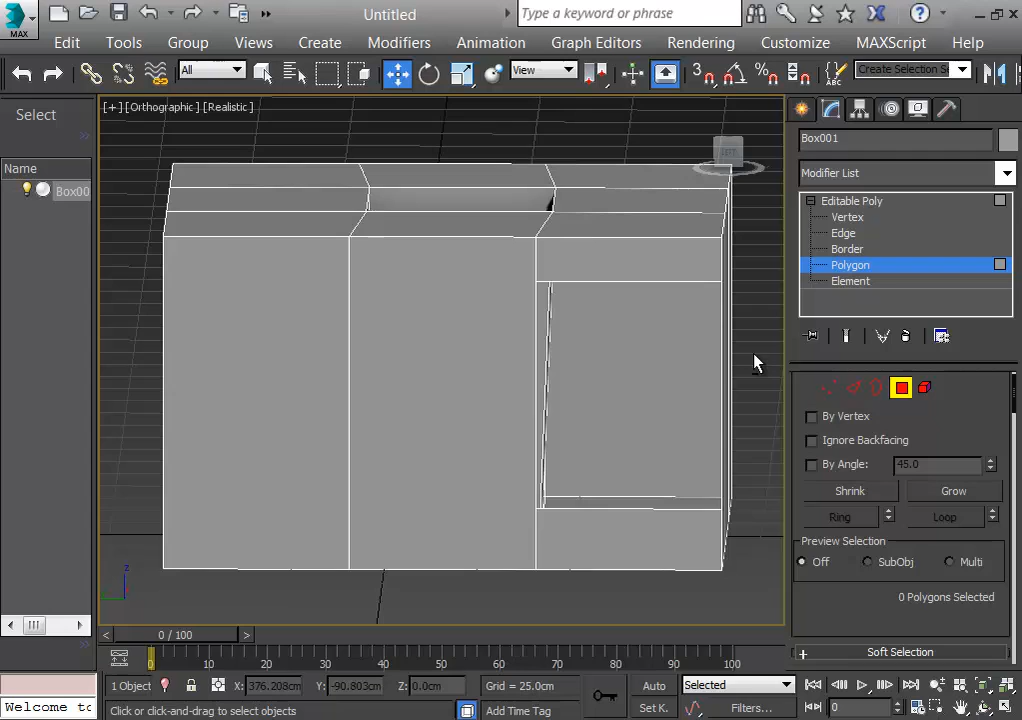 MAX
Untitled
Type a keyword or phrase
Edit Tools Group Views Create Modifiers Animation Graph Editors Rendering Customize MAXScript Help
All View 3 % ABC Create Selection Se
Select
Name
Box00
[+] [Orthographic ] [Realistic ]
LEFT
z
Box001
Modifier List
Editable Poly
Vertex
Edge
Border
Polygon
Element
By Vertex
Ignore Backfacing
By Angle: 45.0
Shrink Grow
Ring Loop
Preview Selection
Off SubObj Multi
0 Polygons Selected
+ Soft Selection
< 0 / 100 >
0 10 20 30 40 50 60 70 80 90 100
1 Object X: 376.208cm Y: -90.803cm Z: 0.0cm Grid = 25.0cm Auto Selected
Welcome to Click or click-and-drag to select objects Add Time Tag Set K. Filters... 0